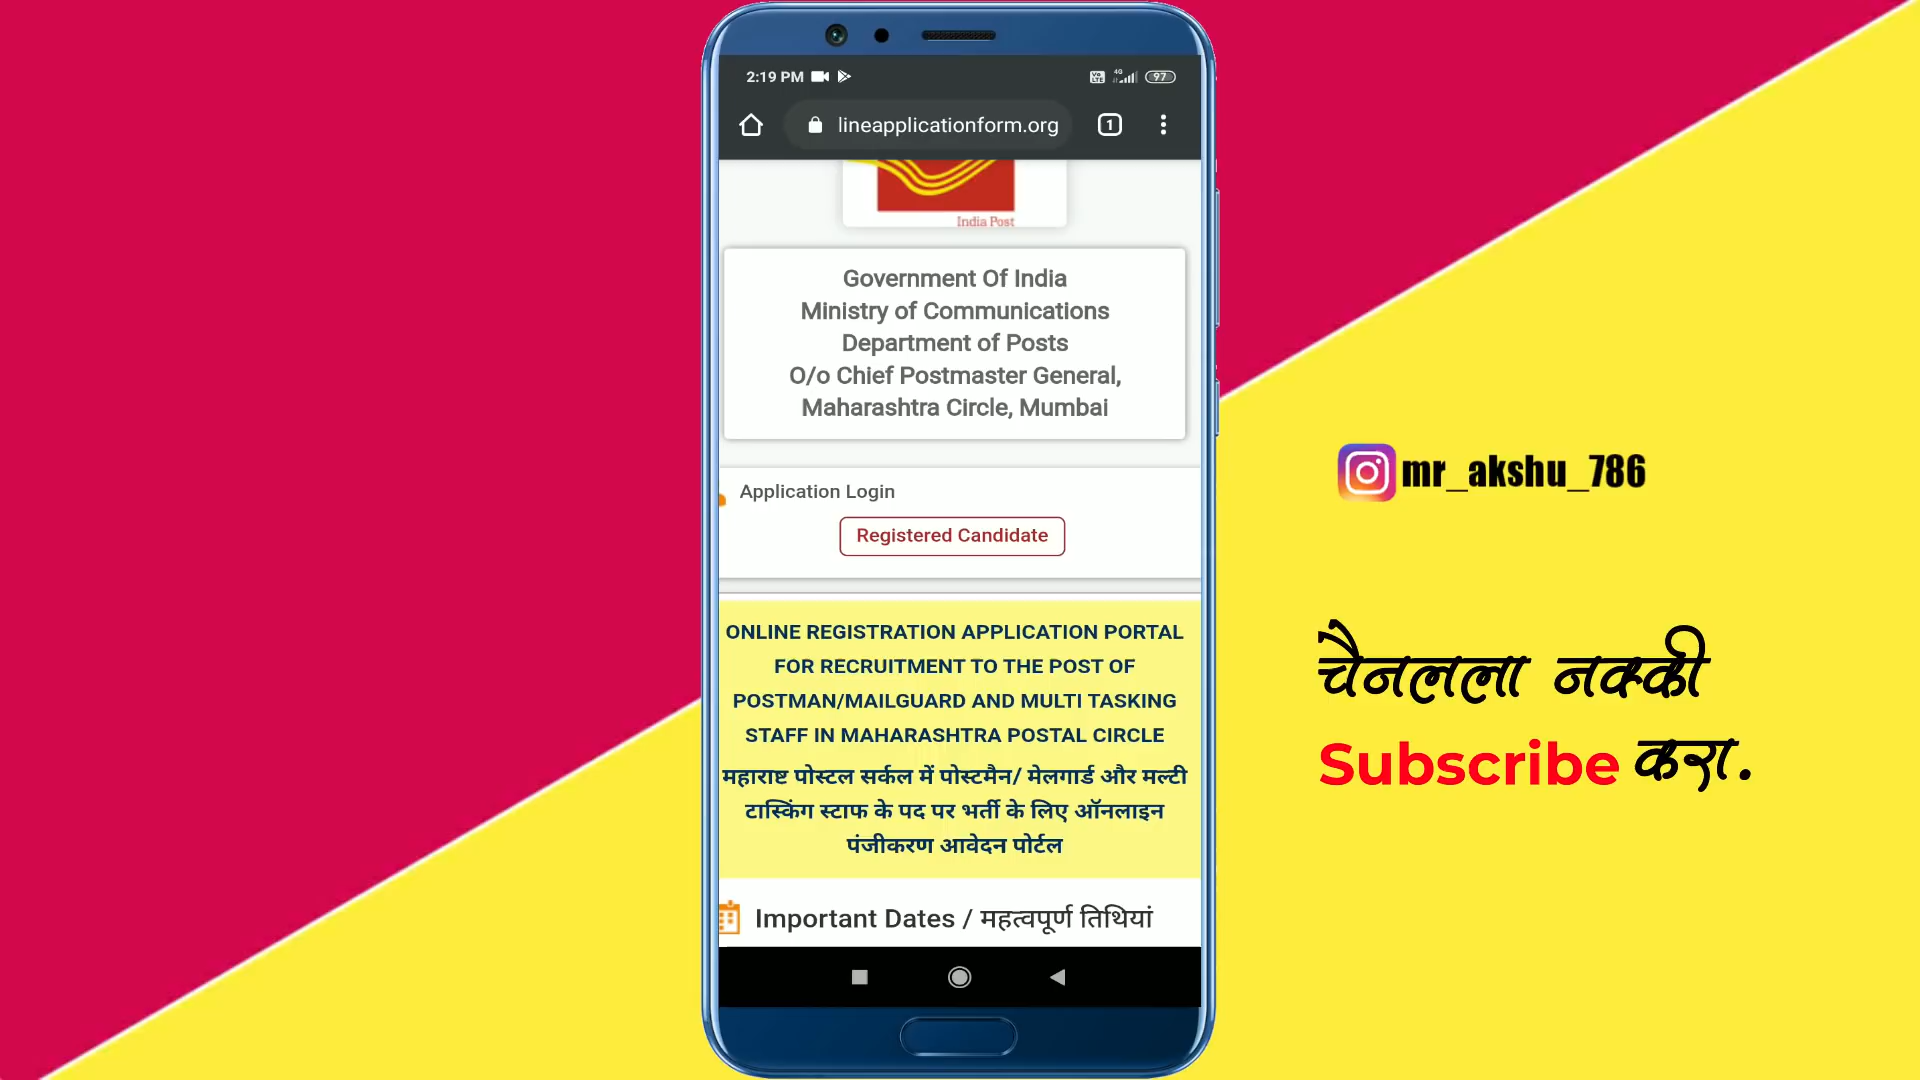 2:19 PM
Vo LTE 4G 97
lineapplicationform.org
1
India Post
Government Of India
Ministry of Communications
Department of Posts
O/o Chief Postmaster General,
Maharashtra Circle, Mumbai
Application Login
Registered Candidate
ONLINE REGISTRATION APPLICATION PORTAL
FOR RECRUITMENT TO THE POST OF
POSTMAN/MAILGUARD AND MULTI TASKING
STAFF IN MAHARASHTRA POSTAL CIRCLE
महाराष्ट पोस्टल सर्कल में पोस्टमैन/ मेलगार्ड और मल्टी
टास्किंग स्टाफ के पद पर भर्ती के लिए ऑनलाइन
पंजीकरण आवेदन पोर्टल
Important Dates / महत्वपूर्ण तिथियां
mr_akshu_786
चैनलला नक्की
Subscribe करा.